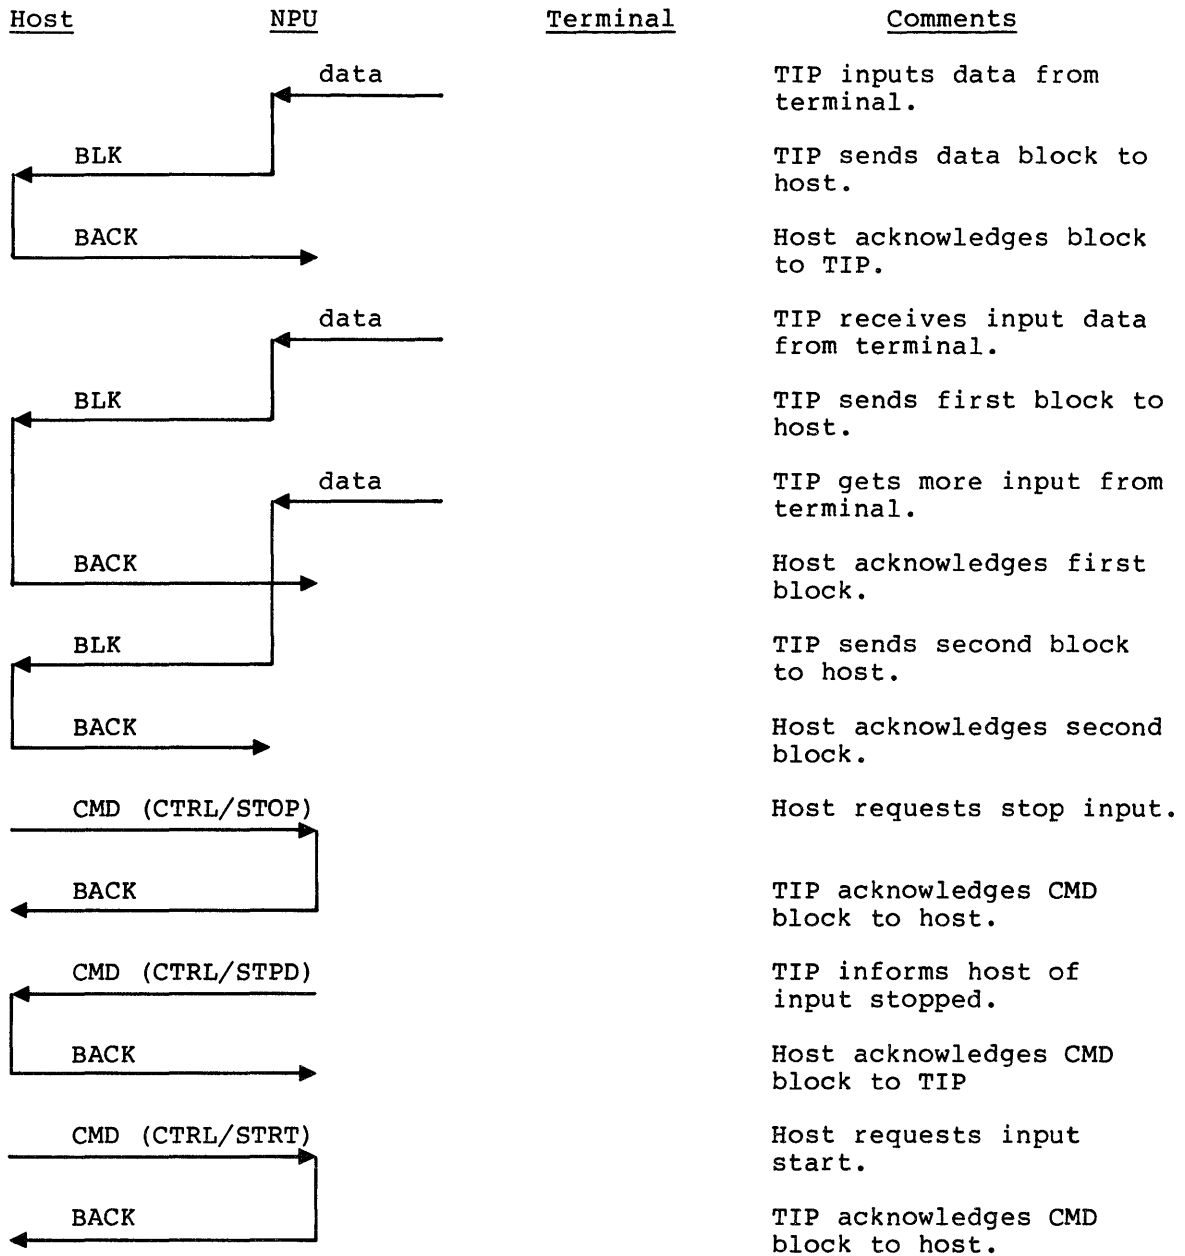 Host NPU Terminal Comments
data TIP inputs data from
terminal.
BLK TIP sends data block to
host.
BACK Host acknowledges block
to TIP.
data TIP receives input data
from terminal.
BLK TIP sends first block to
host.
data TIP gets more input from
terminal.
BACK Host acknowledges first
block.
BLK TIP sends second block
to host.
BACK Host acknowledges second
block.
CMD (CTRL/STOP) Host requests stop input.
BACK TIP acknowledges CMD
block to host.
CMD (CTRL/STPD) TIP informs host of
input stopped.
BACK Host acknowledges CMD
block to TIP
CMD (CTRL/STRT) Host requests input
start.
BACK TIP acknowledges CMD
block to host.